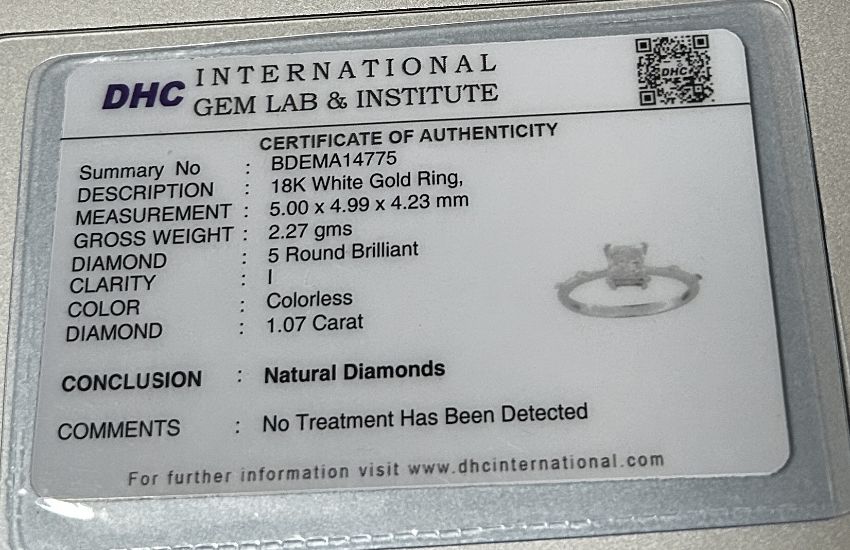 DHC INTERNATIONAL
GEM LAB & INSTITUTE
DHC
CERTIFICATE OF AUTHENTICITY
Summary No : BDEMA14775
DESCRIPTION : 18K White Gold Ring,
MEASUREMENT : 5.00 x 4.99 x 4.23 mm
GROSS WEIGHT : 2.27 gms
DIAMOND : 5 Round Brilliant
CLARITY : I
COLOR : Colorless
DIAMOND : 1.07 Carat
CONCLUSION : Natural Diamonds
COMMENTS : No Treatment Has Been Detected
For further information visit www.dhcinternational.com